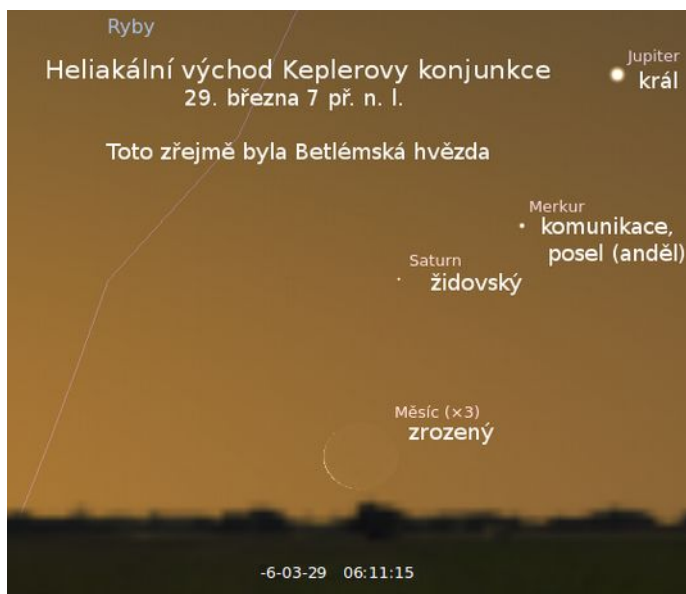 Ryby
Heliakální východ Keplerovy konjunkce
29. března 7 př. n. l.
Toto zřejmě byla Betlémská hvězda
Jupiter
král
Merkur
komunikace,
posel (anděl)
Saturn
židovský
Měsíc (×3)
zrozený
-6-03-29 06:11:15